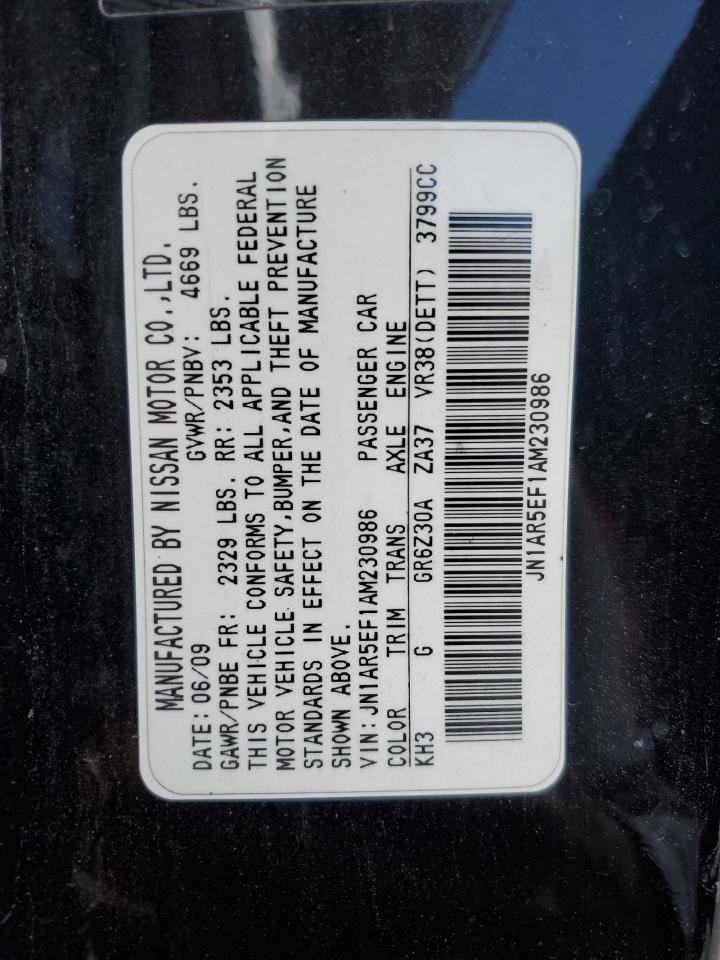 MANUFACTURED BY NISSAN MOTOR CO.,LTD.
DATE: 06/09 GVWR/PNBV: 4669 LBS.
GAWR/PNBE FR: 2329 LBS. RR: 2353 LBS.
THIS VEHICLE CONFORMS TO ALL APPLICABLE FEDERAL
MOTOR VEHICLE SAFETY,BUMPER,AND THEFT PREVENTION
STANDARDS IN EFFECT ON THE DATE OF MANUFACTURE
SHOWN ABOVE.
VIN: JN1AR5EF1AM230986 PASSENGER CAR
COLOR TRIM TRANS AXLE ENGINE
KH3 G GR6Z30A ZA37 VR38(DETT) 3799CC
JN1AR5EF1AM230986